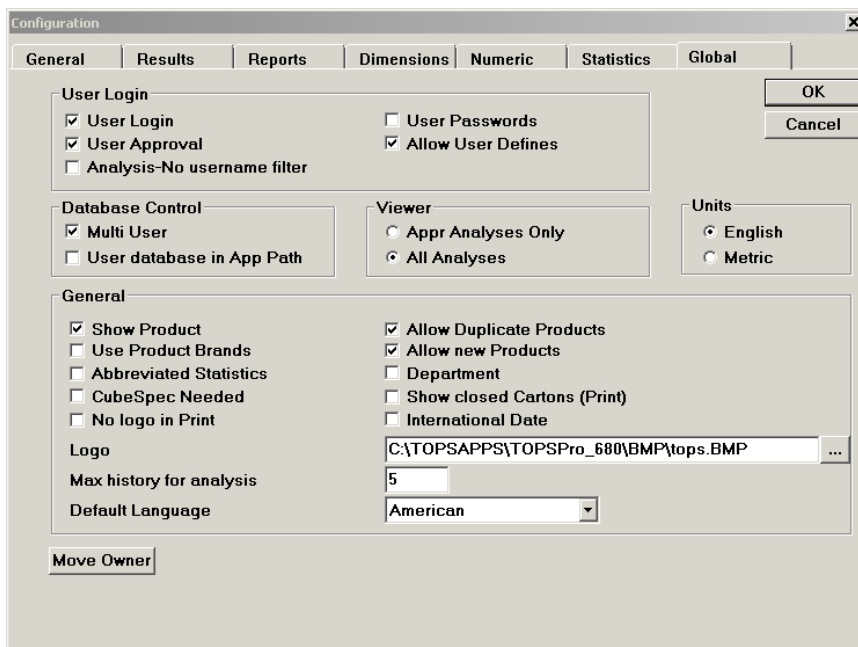 Configuration
General Results Reports Dimensions Numeric Statistics Global
OK
Cancel
User Login
User Login
User Passwords
User Approval
Allow User Defines
Analysis-No username filter
Database Control
Multi User
User database in App Path
Viewer
Appr Analyses Only
All Analyses
Units
English
Metric
General
Show Product
Allow Duplicate Products
Use Product Brands
Allow new Products
Abbreviated Statistics
Department
CubeSpec Needed
Show closed Cartons (Print)
No logo in Print
International Date
Logo
C:\TOPSAPPS\TOPSPro_680\BMP\tops.BMP
...
Max history for analysis
5
Default Language
American
Move Owner